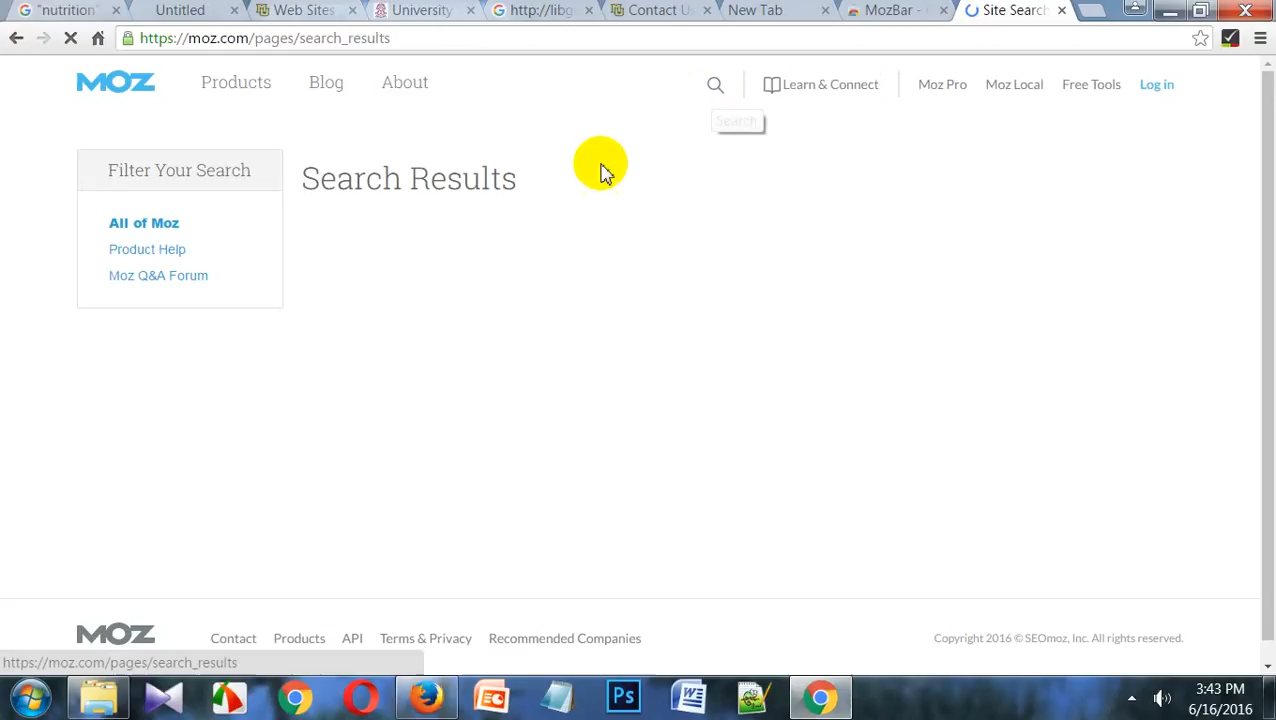 "nutrition"
Untitled
Web Sites
University
http://libg
Contact U
New Tab
MozBar -
Site Search
https://moz.com/pages/search_results
MOZ
Products
Blog
About
Learn & Connect
Moz Pro
Moz Local
Free Tools
Log in
Search
Filter Your Search
Search Results
All of Moz
Product Help
Moz Q&A Forum
MOZ
Contact
Products
API
Terms & Privacy
Recommended Companies
Copyright 2016 © SEOmoz, Inc. All rights reserved.
https://moz.com/pages/search_results
Ps
3:43 PM
6/16/2016